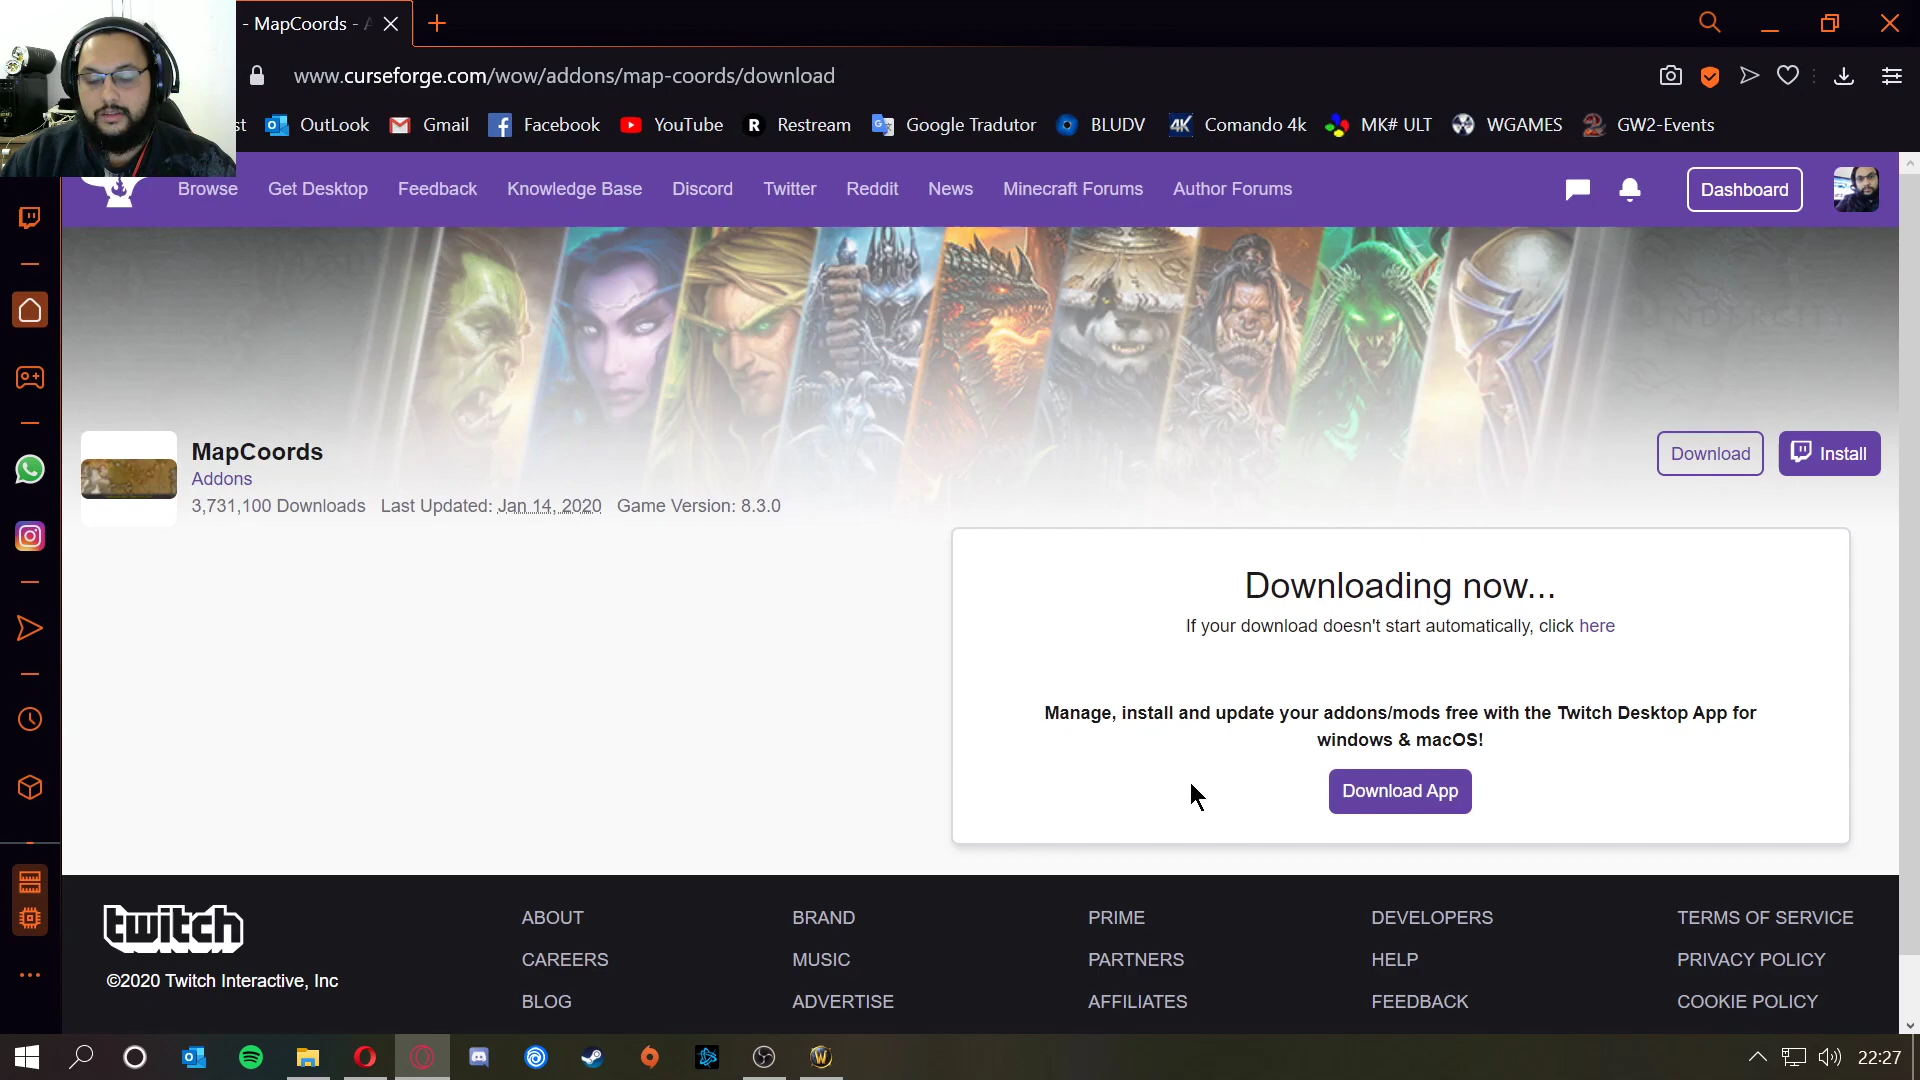 - MapCoords - A
www.curseforge.com/wow/addons/map-coords/download
st OutLook Gmail Facebook YouTube Restream Google Tradutor BLUDV Comando 4k MK# ULT WGAMES GW2-Events
Browse Get Desktop Feedback Knowledge Base Discord Twitter Reddit News Minecraft Forums Author Forums Dashboard
MapCoords
Addons
3,731,100 Downloads Last Updated: Jan 14, 2020 Game Version: 8.3.0
Download Install
Downloading now...
If your download doesn't start automatically, click here
Manage, install and update your addons/mods free with the Twitch Desktop App for
windows & macOS!
Download App
twitch
©2020 Twitch Interactive, Inc
ABOUT BRAND PRIME DEVELOPERS TERMS OF SERVICE
CAREERS MUSIC PARTNERS HELP PRIVACY POLICY
BLOG ADVERTISE AFFILIATES FEEDBACK COOKIE POLICY
22:27